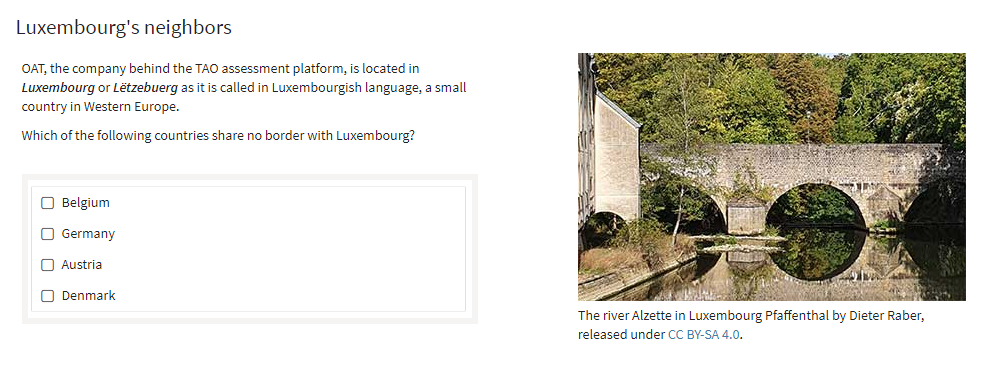 Luxembourg's neighbors
OAT, the company behind the TAO assessment platform, is located in
Luxembourg or Lëtzebuerg as it is called in Luxembourgish language, a small
country in Western Europe.
Which of the following countries share no border with Luxembourg?
Belgium
Germany
Austria
Denmark
The river Alzette in Luxembourg Pfaffenthal by Dieter Raber,
released under CC BY-SA 4.0.